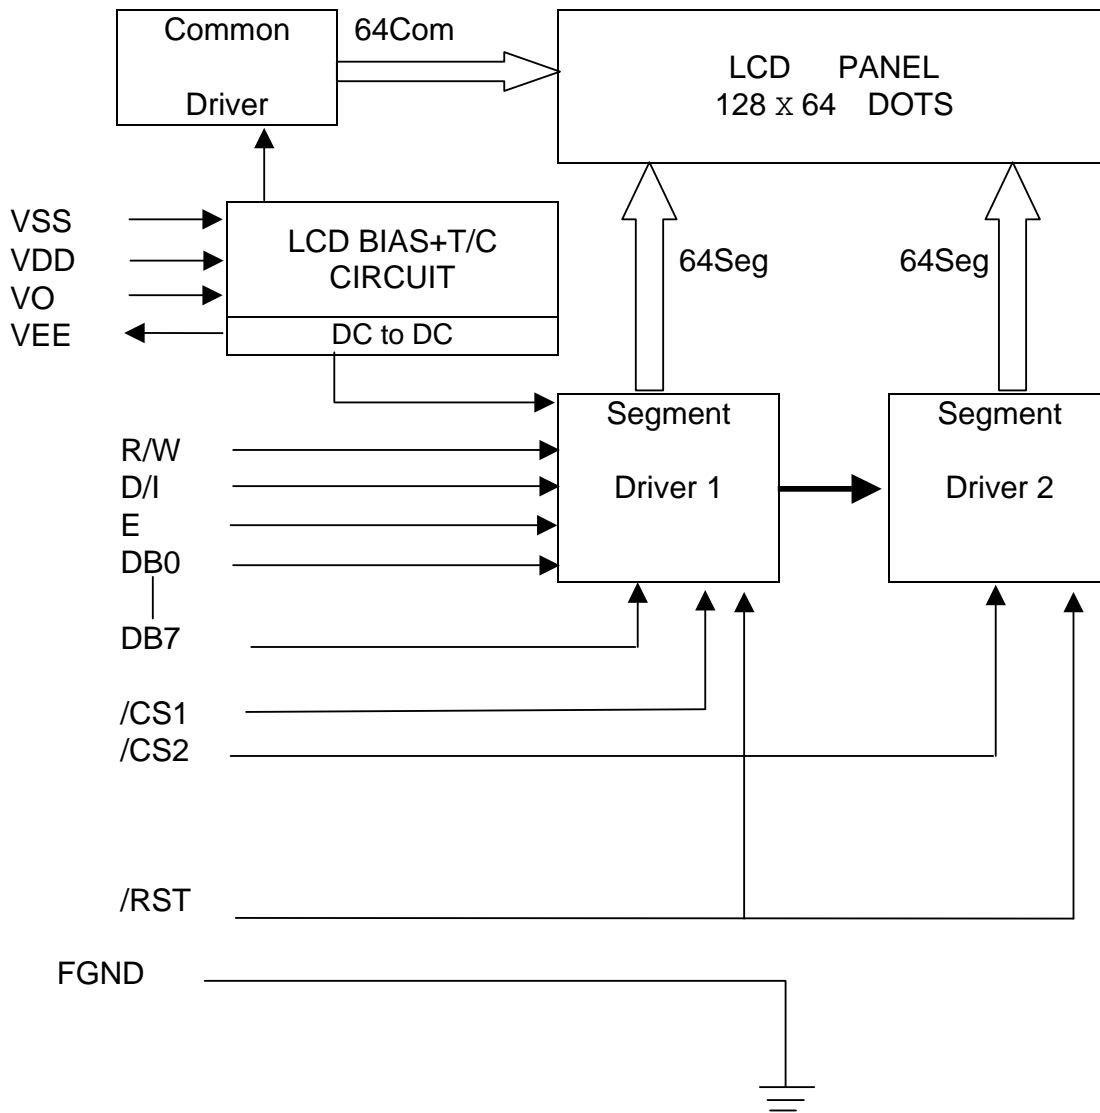 Common
Driver
64Com
LCD PANEL
128 x 64 DOTS
VSS
VDD
VO
VEE
LCD BIAS+T/C
CIRCUIT
DC to DC
64Seg
64Seg
R/W
D/I
E
DB0
DB7
Segment
Driver 1
Segment
Driver 2
/CS1
/CS2
/RST
FGND